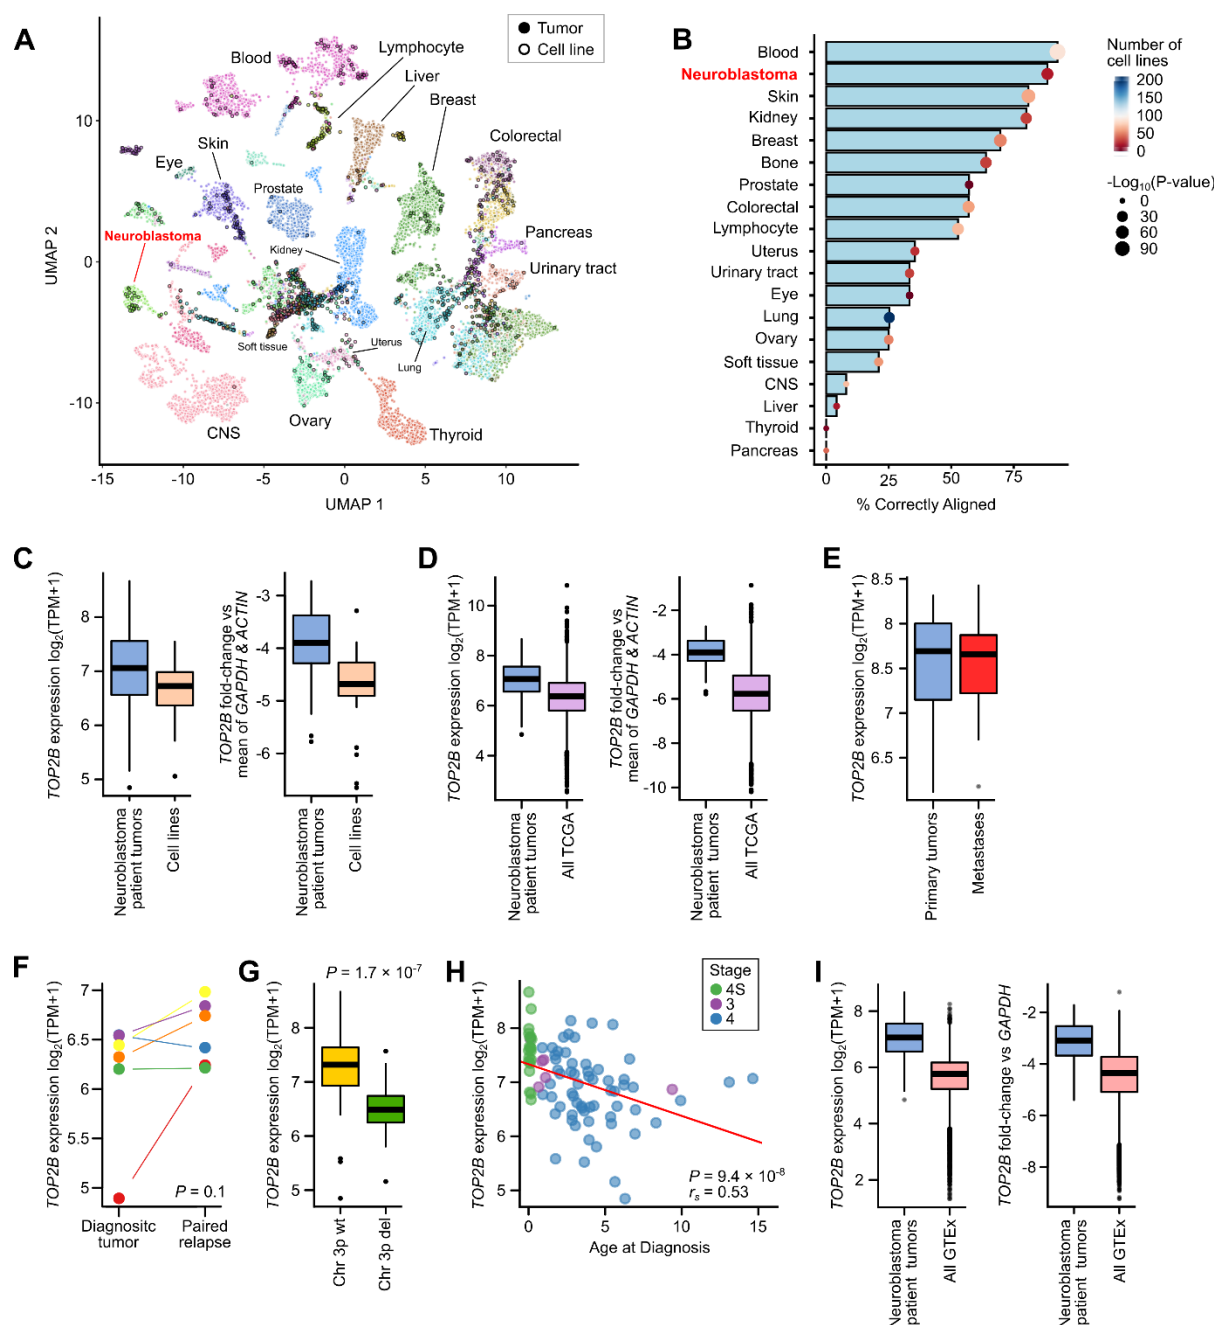 A
Tumor
Cell line
Blood
Lymphocyte
Liver
Breast
Colorectal
Skin
Eye
Prostate
Neuroblastoma
Kidney
Pancreas
Urinary tract
Soft tissue
Uterus
Lung
CNS
Ovary
Thyroid
10
0
-10
UMAP 2
-15
-10
-5
0
5
10
UMAP 1
B
Blood
Neuroblastoma
Skin
Kidney
Breast
Bone
Prostate
Colorectal
Lymphocyte
Uterus
Urinary tract
Eye
Lung
Ovary
Soft tissue
CNS
Liver
Thyroid
Pancreas
0
25
50
75
% Correctly Aligned
Number of
cell lines
200
150
100
50
0
-Log10(P-value)
0
30
60
90
C
TOP2B expression log2(TPM+1)
8
7
6
5
Neuroblastoma
patient tumors
Cell lines
TOP2B fold-change vs
mean of GAPDH & ACTIN
-3
-4
-5
-6
Neuroblastoma
patient tumors
Cell lines
D
TOP2B expression log2(TPM+1)
10
8
6
4
Neuroblastoma
patient tumors
All TCGA
TOP2B fold-change vs
mean of GAPDH & ACTIN
-2
-4
-6
-8
-10
Neuroblastoma
patient tumors
All TCGA
E
TOP2B expression log2(TPM+1)
8.5
8.5
6.5
Primary tumors
Metastases
F
TOP2B expression log2(TPM+1)
7
6.5
6
5.5
5
P = 0.1
Diagnositc
tumor
Paired
relapse
G
P = 1.7 × 10-7
TOP2B expression log2(TPM+1)
8
7
6
5
Chr 3p wt
Chr 3p del
H
Stage
4S
3
4
TOP2B expression log2(TPM+1)
8
7
6
5
P = 9.4 × 10-8
rs = 0.53
0
5
10
15
Age at Diagnosis
I
TOP2B expression log2(TPM+1)
8
6
4
2
Neuroblastoma
patient tumors
All GTEx
TOP2B fold-change vs GAPDH
-2
-4
-6
-8
Neuroblastoma
patient tumors
All GTEx